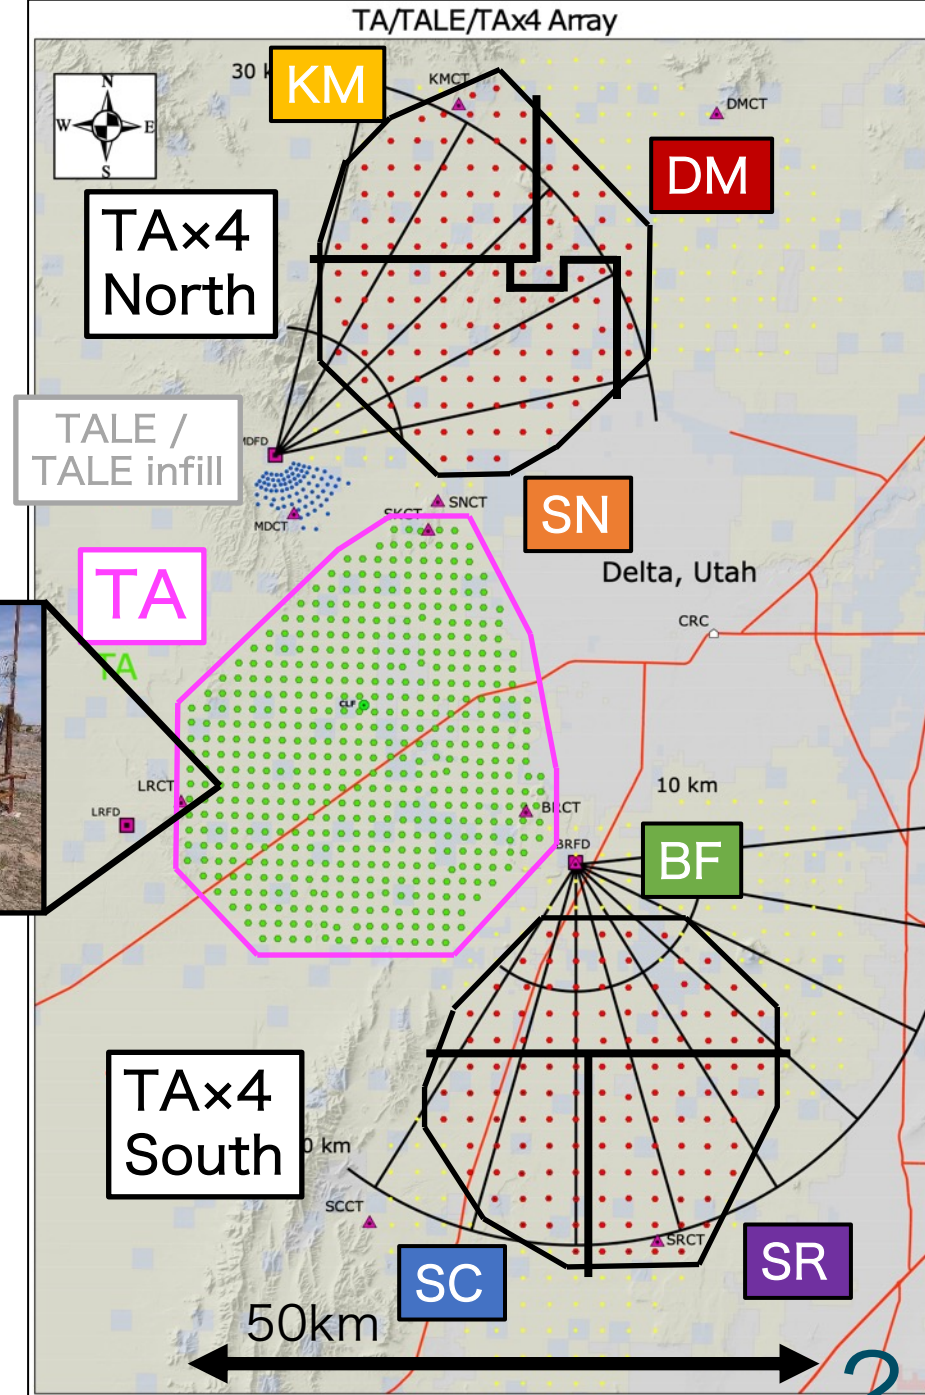 TA/TALE/TAx4 Array
30 k
KM
KMCT
DMCT
N
W
E
S
DM
TA×4
North
TALE /
TALE infill
MDFD
MDCT
SNCT
SKCT
SN
TA
TA
Delta, Utah
CRC
CLF
LRCT
LRFD
BRCT
10 km
BRFD
BF
TA×4
South
0 km
SCCT
SRCT
SC
SR
50km
2